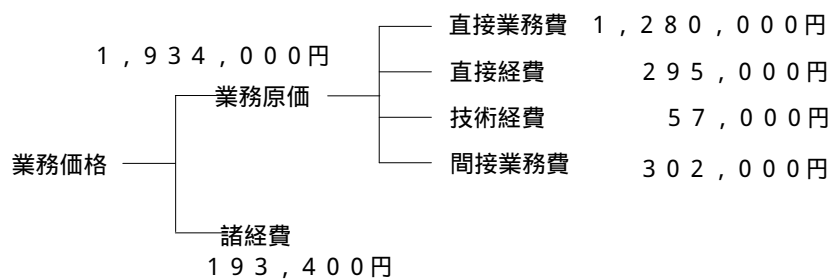 直接業務費 1,280,000円
1,934,000円
直接経費 295,000円
業務原価
技術経費 57,000円
業務価格
間接業務費 302,000円
諸経費
193,400円